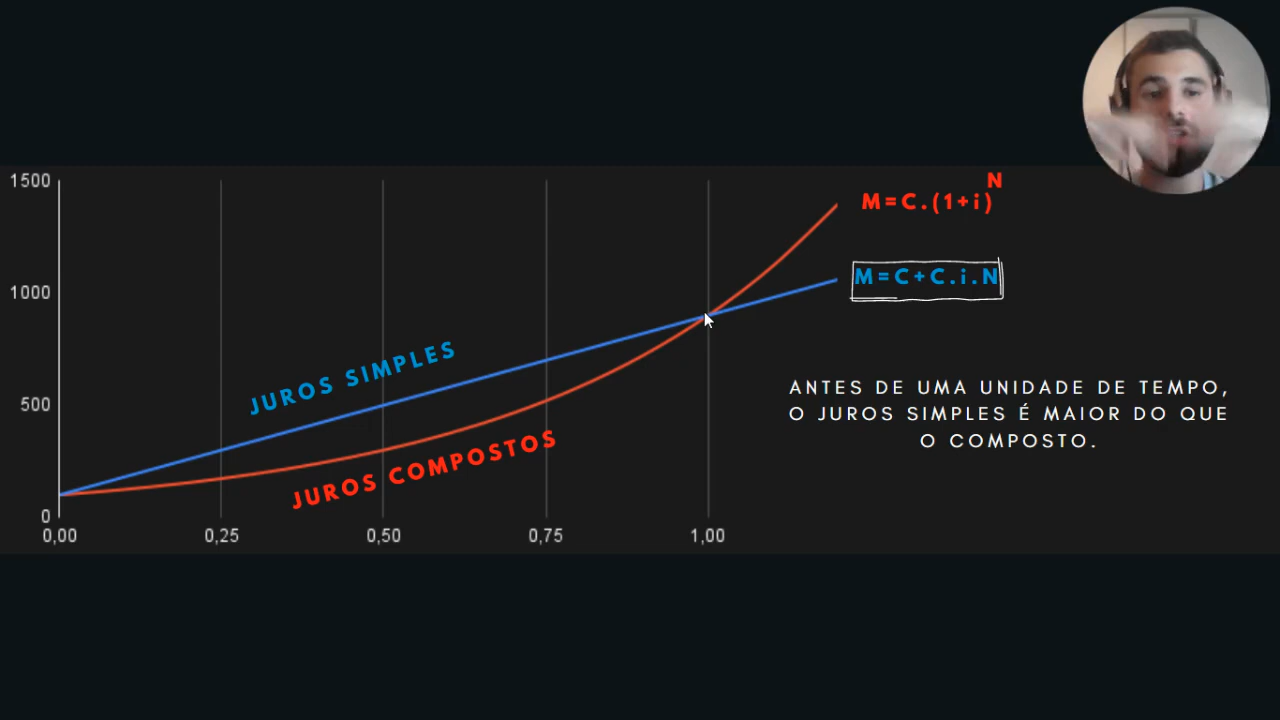 1500
1000
500
0
0,00
0,25
0,50
0,75
1,00
JUROS SIMPLES
JUROS COMPOSTOS
M=C.(1+i)N
M=C+C.i.N
ANTES DE UMA UNIDADE DE TEMPO,
O JUROS SIMPLES É MAIOR DO QUE
O COMPOSTO.